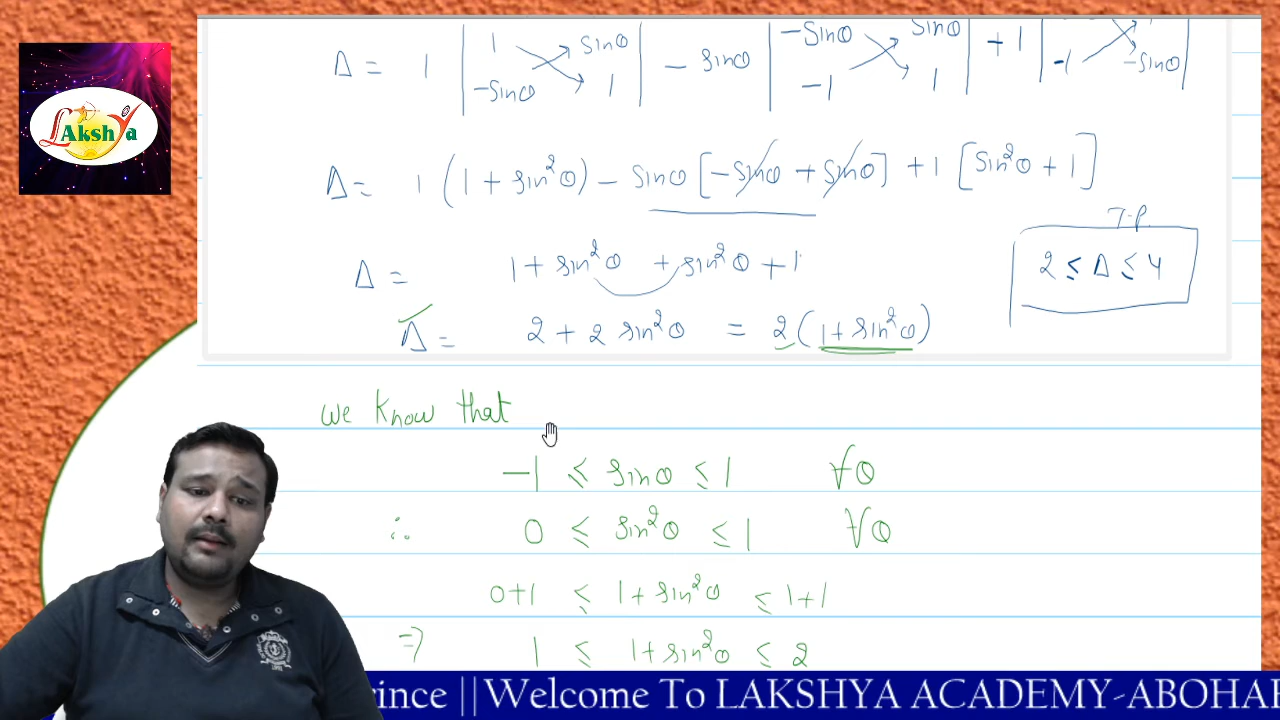 Δ = 1 | 1 sinθ | - sinθ | -sinθ sinθ | + 1 |
| -sinθ 1 | | -1 1 | | -1 -sinθ |
LAkshYa
Δ = 1 (1 + sin²θ) - sinθ [-sinθ + sinθ] + 1 [sin²θ + 1]
T.P.
Δ = 1 + sin²θ + sin²θ + 1
2 ≤ Δ ≤ 4
Δ = 2 + 2 sin²θ = 2(1 + sin²θ)
we know that
-1 ≤ sinθ ≤ 1 ∀θ
∴ 0 ≤ sin²θ ≤ 1 ∀θ
0+1 ≤ 1 + sin²θ ≤ 1+1
⇒ 1 ≤ 1 + sin²θ ≤ 2
rince ||Welcome To LAKSHYA ACADEMY-ABOHAR